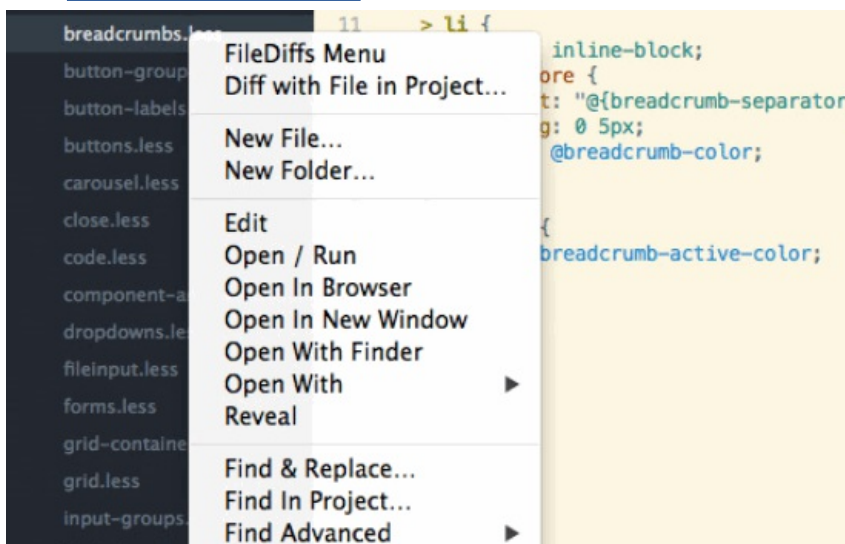 breadcrumbs.less
button-group
button-labels
buttons.less
carousel.less
close.less
code.less
component-a
dropdowns.le
fileinput.less
forms.less
grid-containe
grid.less
input-groups.
FileDiffs Menu
Diff with File in Project...
New File...
New Folder...
Edit
Open / Run
Open In Browser
Open In New Window
Open With Finder
Open With
Reveal
Find & Replace...
Find In Project...
Find Advanced
11 > li {
inline-block;
ore {
t: "@{breadcrumb-separator
g: 0 5px;
@breadcrumb-color;
{
breadcrumb-active-color;